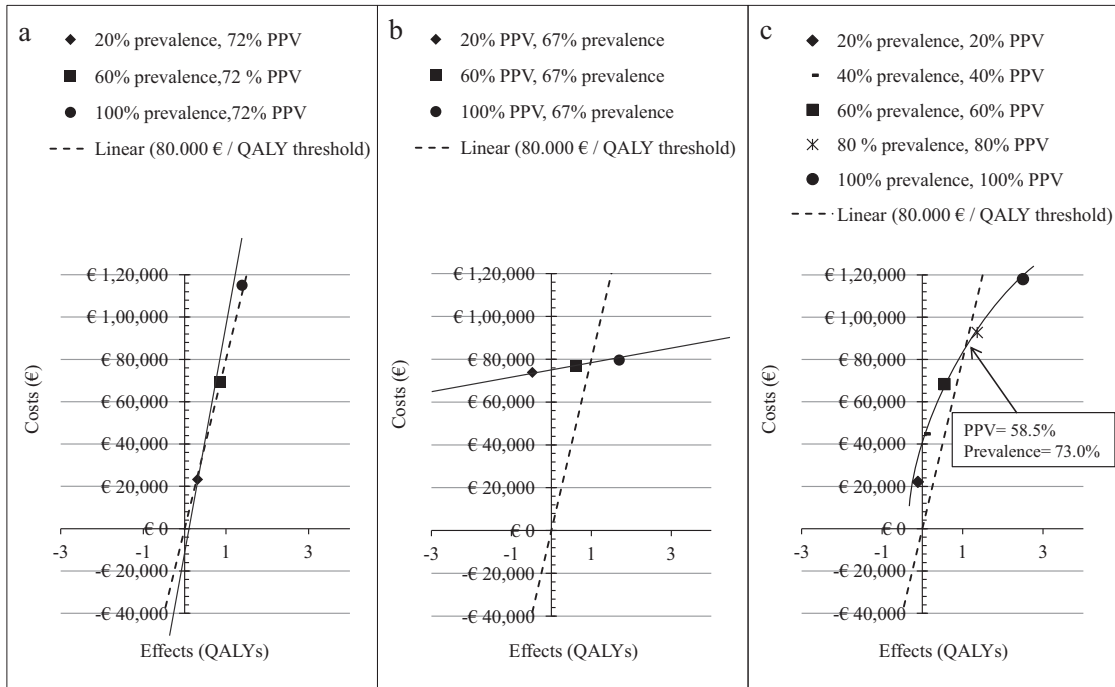 a
20% prevalence, 72% PPV
60% prevalence,72 % PPV
100% prevalence,72% PPV
Linear (80.000 € / QALY threshold)
€ 1,20,000
€ 1,00,000
€ 80,000
€ 60,000
€ 40,000
€ 20,000
€ 0
-€ 20,000
-€ 40,000
-3
-1
1
3
Costs (€)
Effects (QALYs)
b
20% PPV, 67% prevalence
60% PPV, 67% prevalence
100% PPV, 67% prevalence
Linear (80.000 € / QALY threshold)
€ 1,20,000
€ 1,00,000
€ 80,000
€ 60,000
€ 40,000
€ 20,000
€ 0
-€ 20,000
-€ 40,000
-3
-1
1
3
Costs (€)
Effects (QALYs)
c
20% prevalence, 20% PPV
40% prevalence, 40% PPV
60% prevalence, 60% PPV
80 % prevalence, 80% PPV
100% prevalence, 100% PPV
Linear (80.000 € / QALY threshold)
€ 1,20,000
€ 1,00,000
€ 80,000
€ 60,000
€ 40,000
€ 20,000
€ 0
-€ 20,000
-€ 40,000
-3
-1
1
3
PPV= 58.5%
Prevalence= 73.0%
Costs (€)
Effects (QALYs)